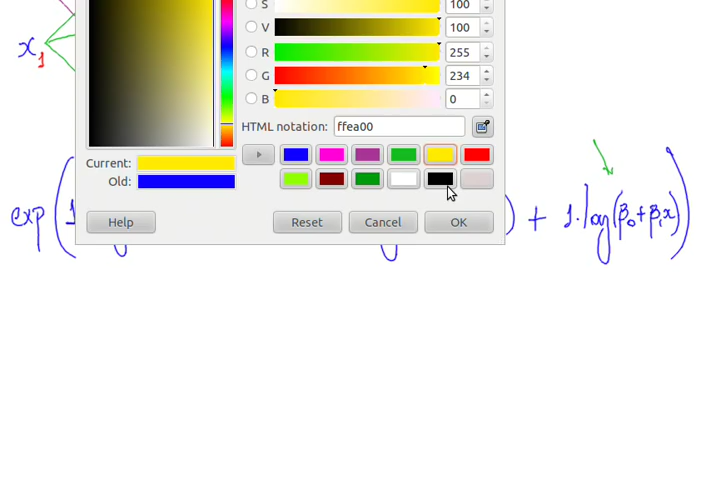 S 100
x1
V 100
R 255
G 234
B 0
HTML notation: ffea00
Current:
Old:
Help Reset Cancel OK
exp ( 1 ) + 1.log(β0+β1x) )